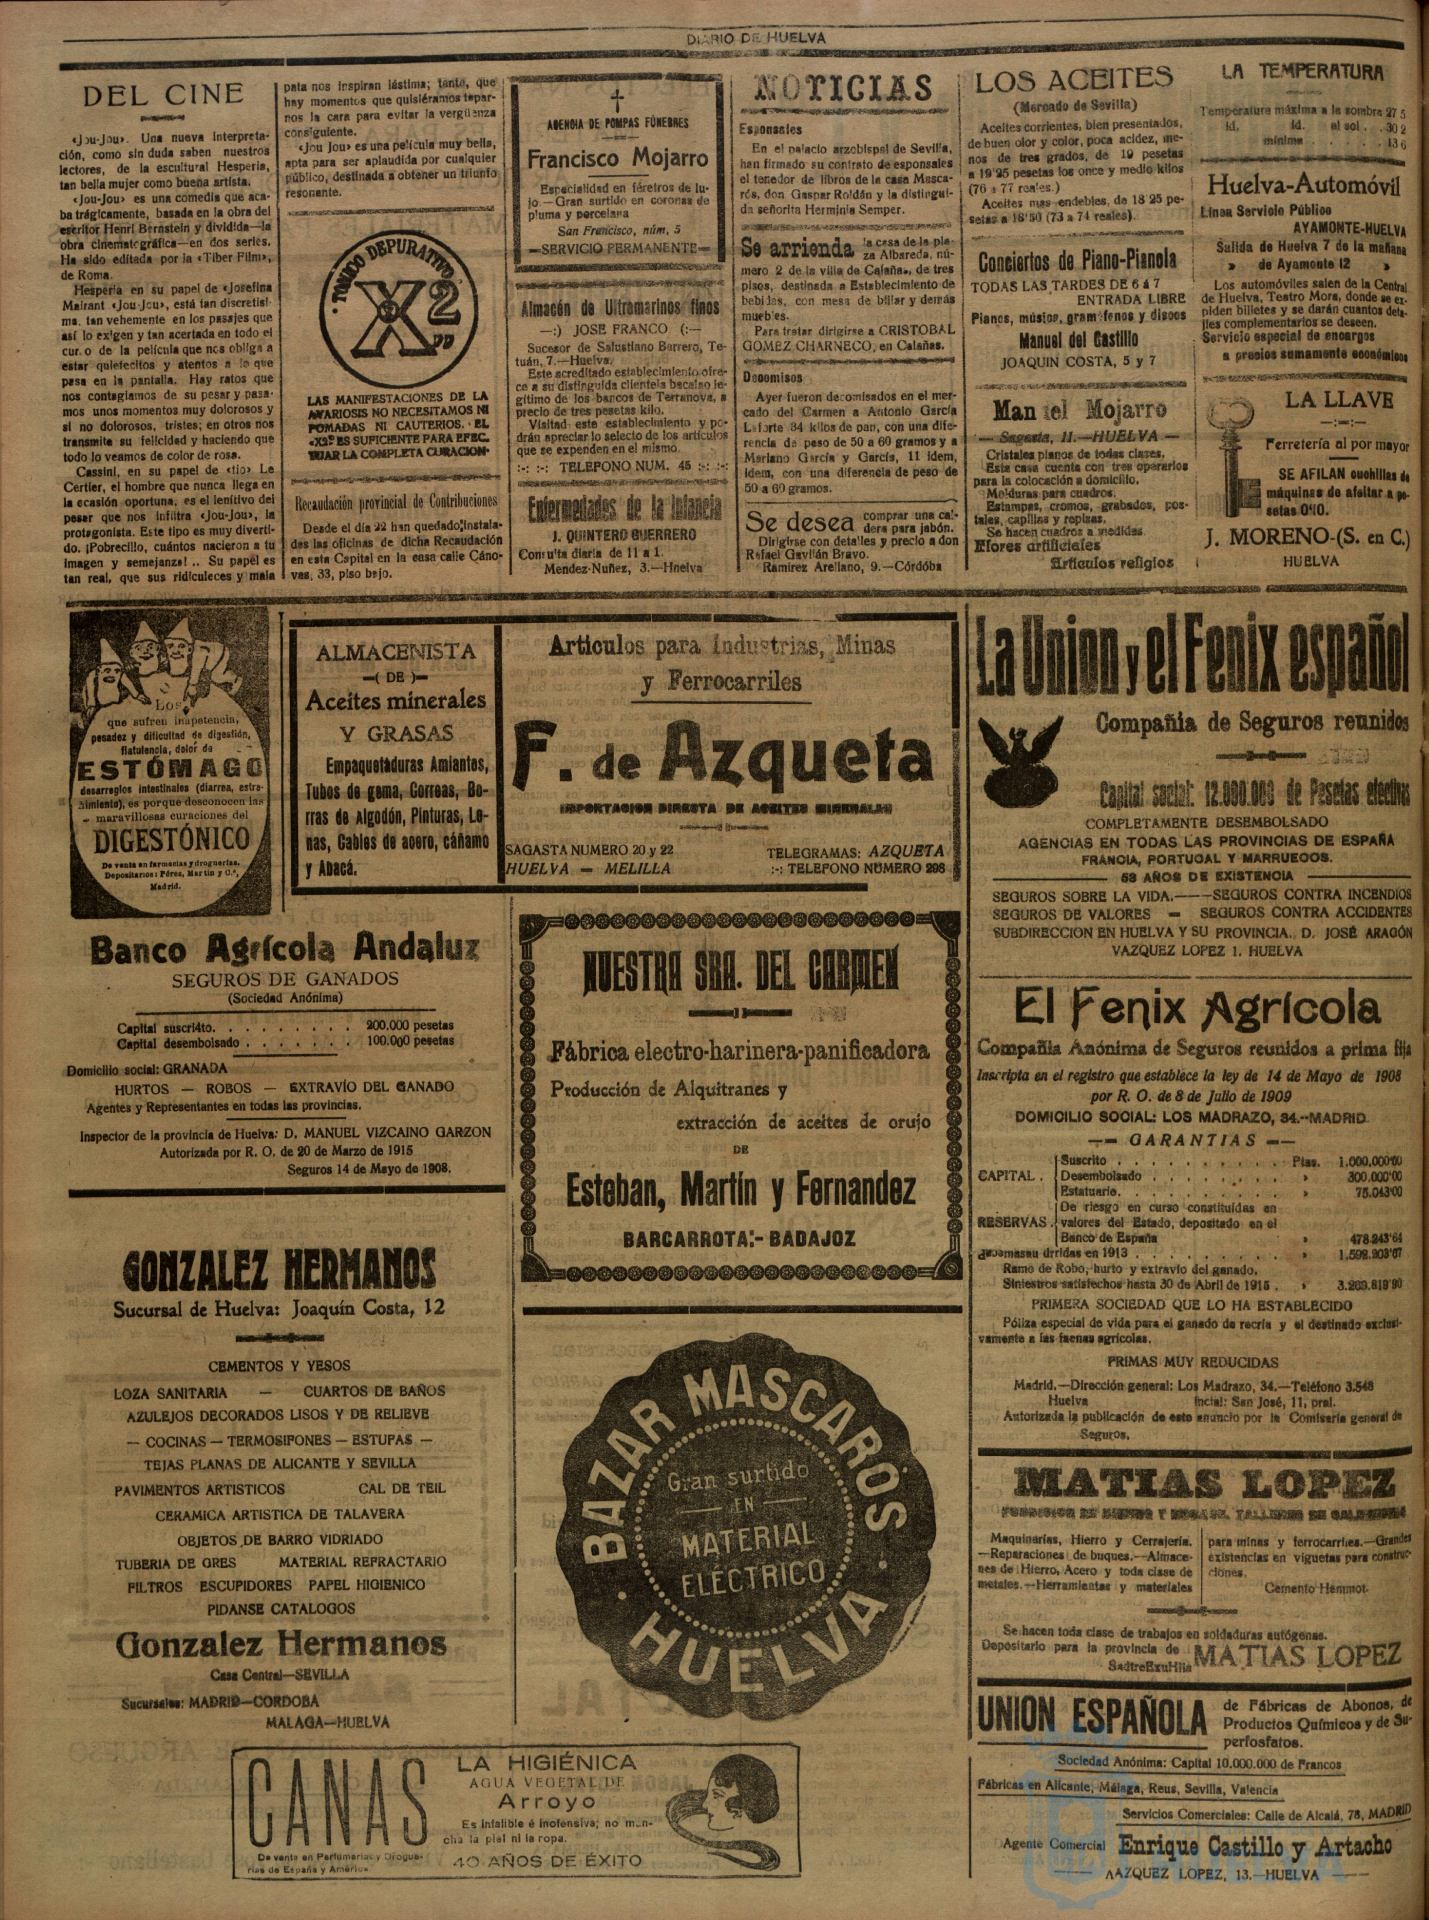 DIARIO DE HUELVA
DEL CINE
«Jou-Jou». Una nueva interpreta-
ción, como sin duda saben nuestros
lectores, de la escultural Hesperia,
tan bella mujer como buena artista.
«Jou-Jou» es una comedia que aca-
ba trágicamente, basada en la obra del
escritor Henri Bernstein y dividida—la
obra cinematográfica—en dos series.
Ha sido editada por la «Tiber Film»,
de Roma.
Hesperia en su papel de «Josefina
Mairant «Jou-Jou», está tan discretísi-
ma, tan vehemente en los pasajes que
así lo exigen y tan acertada en todo el
cur.o de la película que nos obliga a
estar quietecitos y atentos a lo que
pasa en la pantalla. Hay ratos que
nos contagiamos de su pesar y pasa-
mos unos momentos muy dolorosos y
si no dolorosos, tristes; en otros nos
transmite su felicidad y haciendo que
todo lo veamos de color de rosa.
Cassini, en su papel de «tío» Le
Certier, el hombre que nunca llega en
la ocasión oportuna, es el lenitivo del
pesar que nos infiltra «Jou-Jou», la
protagonista. Este tipo es muy diverti-
do. ¡Pobrecillo, cuántos nacieron a tu
imagen y semejanza!.. Su papel es
tan real, que sus ridiculeces y mala
pata nos inspiran lástima; tanto, que
hay momentos que quisiéramos tapar-
nos la cara para evitar la vergüenza
consiguiente.
«Jou Jou» es una película muy bella,
apta para ser aplaudida por cualquier
público, destinada a obtener un triunfo
resonante.
TONICO DEPURATIVO
X2
LAS MANIFESTACIONES DE LA
AVARIOSIS NO NECESITAMOS NI
POMADAS NI CAUTERIOS. EL
«X2» ES SUFICIENTE PARA EFEC.
TUAR LA COMPLETA CURACION·
Recaudación provincial de Contribuciones
Desde el día 22 han quedado instala-
das las oficinas de dicha Recaudación
en esta Capital en la casa calle Cáno-
vas, 33, piso bajo.
AGENCIA DE POMPAS FÚNEBRES
Francisco Mojarro
Especialidad en féretros de lu-
jo.—Gran surtido en coronas de
pluma y porcelana
San Francisco, núm. 5
—SERVICIO PERMANENTE—
Almacén de Ultromarinos finos
—:) JOSE FRANCO (:—
Sucesor de Salustiano Barrero, Te-
tuán, 7.—Huelva.
Este acreditado establecimiento ofre-
ce a su distinguida clientela bacalao le-
gítimo de los bancos de Terranova, a
precio de tres pesetas kilo.
Visitad este establecimiento y po-
drán apreciar lo selecto de los artículos
que se expenden en el mismo.
:-: :-: TELEFONO NUM. 45 :-: :-:
Enfermedades de la Infancia
J. QUINTERO GUERRERO
Consulta diaria de 11 a 1.
Mendez-Nuñez, 3.—Hnelva
NOTICIAS
Esponsales
En el palacio arzobispal de Sevilla,
han firmado su contrato de esponsales
el tenedor de libros de la casa Masca-
rós, don Gaspar Roldán y la distingui-
da señorita Herminia Semper.
Se arrienda la casa de la pla-
za Albareda, nú-
mero 2 de la villa de Calañas, de tres
pisos, destinada a Establecimiento de
bebidas, con mesa de billar y demás
muebles.
Para tratar dirigirse a CRISTOBAL
GOMEZ CHARNECO, en Calañas.
Decomisos
Ayer fueron decomisados en el mer-
cado del Carmen a Antonio García
Laforte 34 kilos de pan, con una dife-
rencia de peso de 50 a 60 gramos y a
Mariano García y García, 11 idem,
idem, con una diferencia de peso de
50 a 60 gramos.
Se desea comprar una cal-
dera para jabón.
Dirigirse con detalles y precio a don
Rafael Gavilán Bravo.
Ramirez Arellano, 9.—Córdoba
LOS ACEITES
(Mercado de Sevilla)
Aceites corrientes, bien presentados,
de buen olor y color, poca acidez, me-
nos de tres grados, de 19 pesetas
a 19'25 pesetas los once y medio kilos
(76 a 77 reales.)
Aceites mas endebles, de 18'25 pe-
setas a 18'50 (73 a 74 reales).
Conciertos de Piano-Pianola
TODAS LAS TARDES DE 6 á 7
ENTRADA LIBRE
Pianos, música, gramófonos y discos
Manuel del Castillo
JOAQUIN COSTA, 5 y 7
Manuel Mojarro
— Sagasta, 11.—HUELVA —
Cristales planos de todas clases.
Esta casa cuenta con tres operarios
para la colocación a domicilio.
Molduras para cuadros.
Estampas, cromos, grabados, pos-
tales, capillas y repisas.
Se hacen cuadros a medidas.
Flores artificiales
Artículos religios
LA TEMPERATURA
Temperatura máxima a la sombra 27 5
Id. id. al sol . . 30 2
mínima . . . . . 13 6
Huelva-Automóvil
Línea Servicio Público
AYAMONTE-HUELVA
Salida de Huelva 7 de la mañana
» de Ayamonte 12 »
Los automóviles salen de la Central
de Huelva, Teatro Mora, donde se ex-
piden billetes y se darán cuantos deta-
lles complementarios se deseen.
Servicio especial de encargos
a precios sumamente económicos
LA LLAVE
Ferretería al por mayor
SE AFILAN cuchillas de
máquinas de afeitar a pe-
setas 0'10.
J. MORENO-(S. en C.)
HUELVA
Los
que sufren inapetencia,
pesadez y dificultad de digestión,
flatulencia, dolor de
ESTÓMAGO
desarreglos intestinales (diarrea, estre-
ñimiento), es porque desconocen las
maravillosas curaciones del
DIGESTÓNICO
De venta en farmacias y droguerías.
Depositarios: Pérez, Martín y C.ª,
Madrid.
ALMACENISTA
—( DE )—
Aceites minerales
Y GRASAS
Empaquetaduras Amiantos,
Tubos de goma, Correas, Bo-
rras de Algodón, Pinturas, Lo-
nas, Cables de acero, cáñamo
y Abacá.
Articulos para Industrias, Minas
y Ferrocarriles
F. de Azqueta
IMPORTACION DIRECTA DE ACEITES MINERALES
SAGASTA NUMERO 20 y 22
HUELVA — MELILLA
TELEGRAMAS: AZQUETA
:-: TELEFONO NÚMERO 298
La Union y el Fenix español
Compañia de Seguros reunidos
Capital social: 12.000.000 de Pesetas efectivas
COMPLETAMENTE DESEMBOLSADO
AGENCIAS EN TODAS LAS PROVINCIAS DE ESPAÑA
FRANCIA, PORTUGAL Y MARRUECOS.
53 AÑOS DE EXISTENCIA
SEGUROS SOBRE LA VIDA.——SEGUROS CONTRA INCENDIOS
SEGUROS DE VALORES — SEGUROS CONTRA ACCIDENTES
SUBDIRECCION EN HUELVA Y SU PROVINCIA. D. JOSÉ ARAGÓN
VAZQUEZ LOPEZ 1. HUELVA
Banco Agrícola Andaluz
SEGUROS DE GANADOS
(Sociedad Anónima)
Capital suscri4to. . . . . . . . . 200.000 pesetas
Capital desembolsado . . . . . . . 100.000 pesetas
Domicilio social: GRANADA
HURTOS — ROBOS — EXTRAVÍO DEL GANADO
Agentes y Representantes en todas las provincias.
Inspector de la provincia de Huelva: D. MANUEL VIZCAINO GARZON
Autorizada por R. O. de 20 de Marzo de 1915
Seguros 14 de Mayo de 1908.
NUESTRA SRA. DEL CARMEN
Fábrica electro-harinera-panificadora
Producción de Alquitranes y
extracción de aceites de orujo
DE
Esteban, Martín y Fernandez
BARCARROTA:- BADAJOZ
El Fenix Agrícola
Compañia Anónima de Seguros reunidos a prima fija
Inscripta en el registro que establece la ley de 14 de Mayo de 1908
por R. O. de 8 de Julio de 1909
DOMICILIO SOCIAL: LOS MADRAZO, 34.--MADRID
—= GARANTIAS =—
CAPITAL .
Suscrito . . . . . . . . . . Ptas. 1.000,000'00
Desembolsado . . . . . . . . » 300.000'00
Estatuario. . . . . . . . . . » 75.043'00
RESERVAS.
De riesgo en curso constituídas en
valores del Estado, depositado en el
Banco de España » 478.243'64
en 1913 . . . . . . . . » 1.592.203'67
Ramo de Robo, hurto y extravío del ganado.
Siniestros satisfechos hasta 30 de Abril de 1915 . » 3.269.819'90
PRIMERA SOCIEDAD QUE LO HA ESTABLECIDO
Póliza especial de vida para el ganado de recría y el destinado exclusi-
vamente a las faenas agrícolas.
PRIMAS MUY REDUCIDAS
Madrid.—Dirección general: Los Madrazo, 34.—Teléfono 3.548
Huelva incial: San José, 11, pral.
Autorizada la publicación de este anuncio por la Comisaría general de
Seguros.
GONZALEZ HERMANOS
Sucursal de Huelva: Joaquín Costa, 12
CEMENTOS Y YESOS
LOZA SANITARIA — CUARTOS DE BAÑOS
AZULEJOS DECORADOS LISOS Y DE RELIEVE
— COCINAS — TERMOSIFONES — ESTUFAS —
TEJAS PLANAS DE ALICANTE Y SEVILLA
PAVIMENTOS ARTISTICOS CAL DE TEIL
CERAMICA ARTISTICA DE TALAVERA
OBJETOS DE BARRO VIDRIADO
TUBERIA DE GRES MATERIAL REFRACTARIO
FILTROS ESCUPIDORES PAPEL HIGIENICO
PIDANSE CATALOGOS
Gonzalez Hermanos
Casa Central—SEVILLA
Sucursales: MADRID—CORDOBA
MALAGA—HUELVA
BAZAR MASCAROS
Gran surtido
EN
MATERIAL
ELÉCTRICO
HUELVA
MATIAS LOPEZ
Maquinarias, Hierro y Cerrajería.
—Reparaciones de buques.—Almace-
nes de Hierro, Acero y toda clase de
metales.—Herramientas y materiales
para minas y ferrocarriles.—Grandes
existencias en viguetas para construc-
ciones.
Cemento Hemmot.
Se hacen toda clase de trabajos en soldaduras autógenas.
Depositario para la provincia de MATIAS LOPEZ
UNION ESPAÑOLA de Fábricas de Abonos, de
Productos Químicos y de Su-
perfosfatos.
Sociedad Anónima: Capital 10.000.000 de Francos
Fábricas en Alicante, Málaga, Reus, Sevilla, Valencia
Servicios Comerciales: Calle de Alcalá, 78, MADRID
Agente Comercial Enrique Castillo y Artacho
AAZQUEZ LOPEZ, 13.—HUELVA
CANAS
LA HIGIÉNICA
AGUA VEGETAL DE
Arroyo
Es infalible é inofensiva; no man-
cha la piel ni la ropa.
40 AÑOS DE ÉXITO
De venta en Perfumerías y Drogue-
rías de España y América